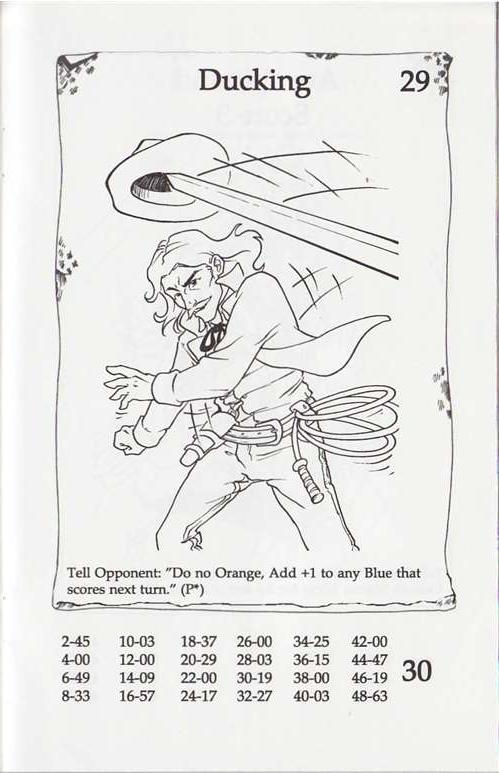 Ducking 29
Tell Opponent: "Do no Orange, Add +1 to any Blue that
scores next turn." (P*)
2-45 10-03 18-37 26-00 34-25 42-00
4-00 12-00 20-29 28-03 36-15 44-47
6-49 14-09 22-00 30-19 38-00 46-19
8-33 16-57 24-17 32-27 40-03 48-63
30